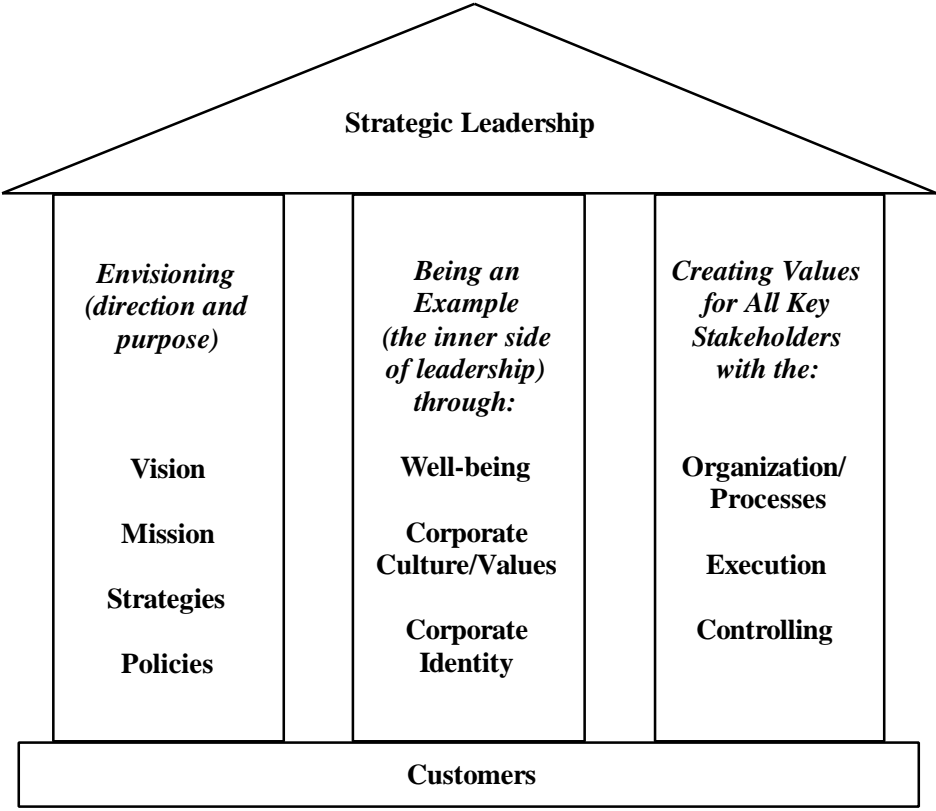 Strategic Leadership
Envisioning
(direction and
purpose)
Vision
Mission
Strategies
Policies
Being an
Example
(the inner side
of leadership)
through:
Well-being
Corporate
Culture/Values
Corporate
Identity
Creating Values
for All Key
Stakeholders
with the:
Organization/
Processes
Execution
Controlling
Customers